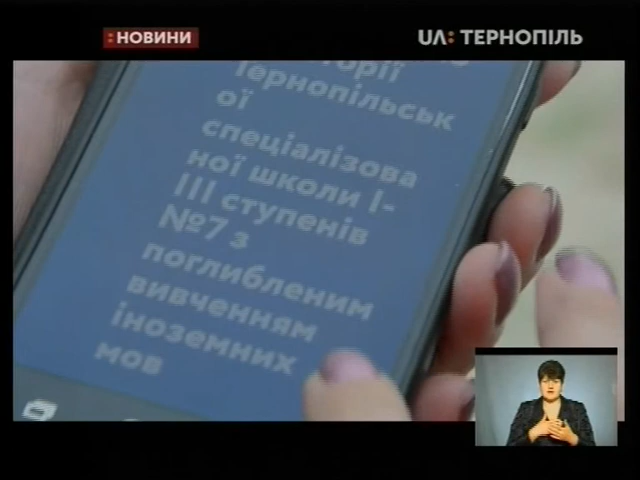 :НОВИНИ
UA: ТЕРНОПІЛЬ
Тернопільськ
ої
спеціалізова
ної школи І-
ІІІ ступенів
№7 з
поглибленим
вивченням
іноземних
мов